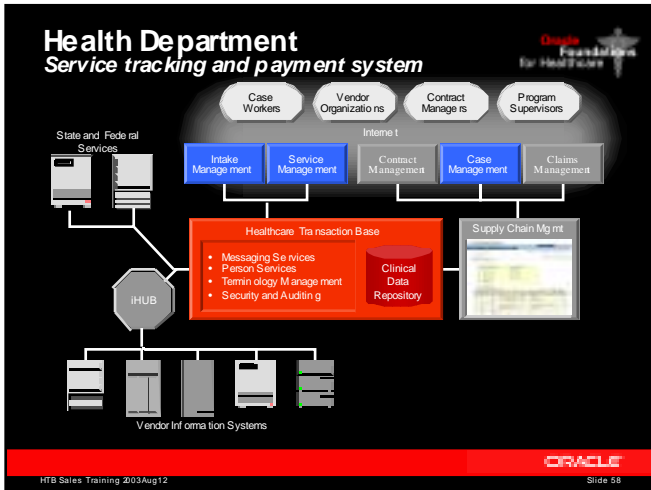 Health Department
Service tracking and payment system
Oracle
Foundations
for Healthcare
Case
Workers
Vendor
Organizations
Contract
Managers
Program
Supervisors
Internet
State and Federal
Services
Intake
Management
Service
Management
Contract
Management
Case
Management
Claims
Management
Healthcare Transaction Base
• Messaging Services
• Person Services
• Terminology Management
• Security and Auditing
Clinical
Data
Repository
Supply Chain Mgmt
iHUB
Vendor Information Systems
ORACLE
HTB Sales Training 2003Aug12
Slide 58